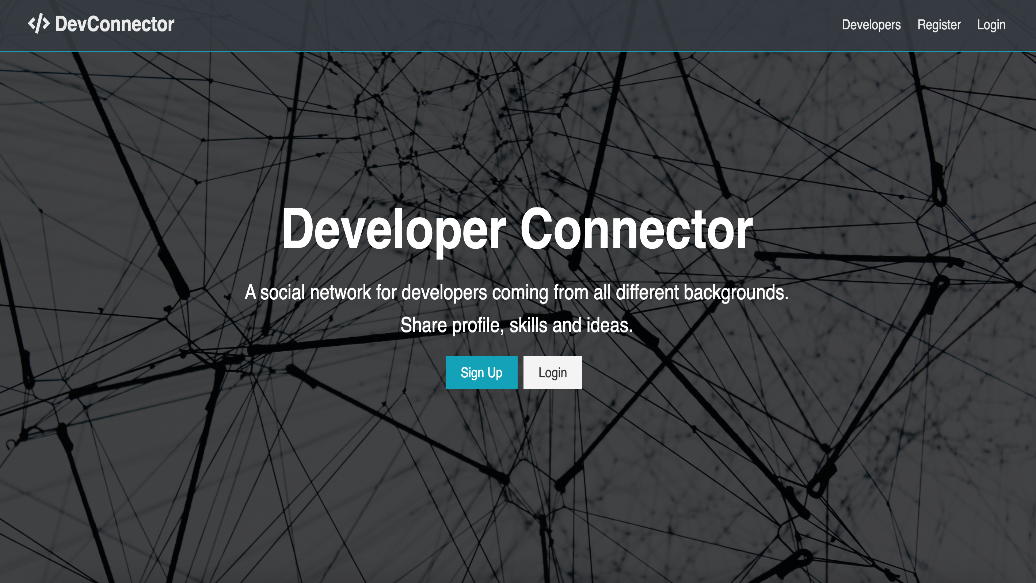 </> DevConnector
Developers Register Login
Developer Connector
A social network for developers coming from all different backgrounds.
Share profile, skills and ideas.
Sign Up Login